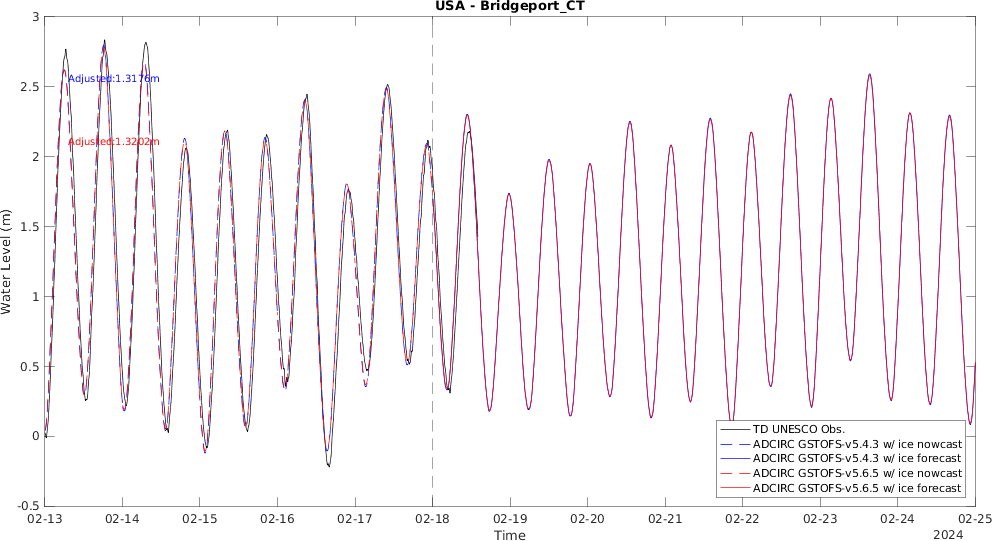 USA - Bridgeport_CT
3
2.5
2
1.5
1
0.5
0
-0.5
Water Level (m)
Adjusted:1.3176m
Adjusted:1.3202m
TD UNESCO Obs.
ADCIRC GSTOFS-v5.4.3 w/ ice nowcast
ADCIRC GSTOFS-v5.4.3 w/ ice forecast
ADCIRC GSTOFS-v5.6.5 w/ ice nowcast
ADCIRC GSTOFS-v5.6.5 w/ ice forecast
02-13 02-14 02-15 02-16 02-17 02-18 02-19 02-20 02-21 02-22 02-23 02-24 02-25
Time
2024